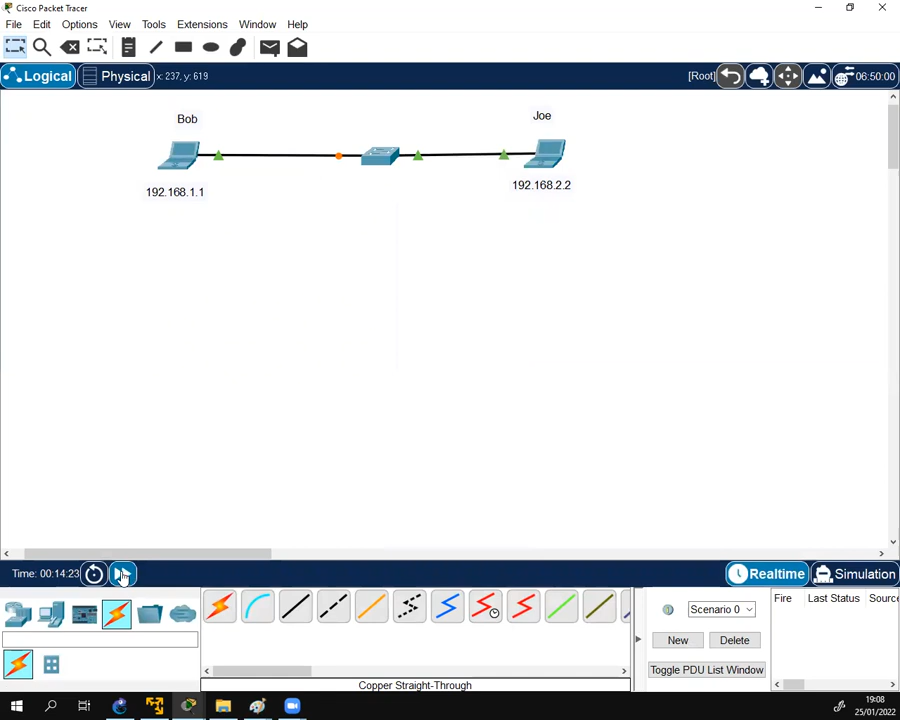 Cisco Packet Tracer
File Edit Options View Tools Extensions Window Help
Logical Physical x: 237, y: 619 [Root] 06:50:00
Bob Joe
192.168.1.1 192.168.2.2
Time: 00:14:23 Realtime Simulation
Scenario 0 Fire Last Status Source
New Delete
Toggle PDU List Window
Copper Straight-Through
19:08
25/01/2022